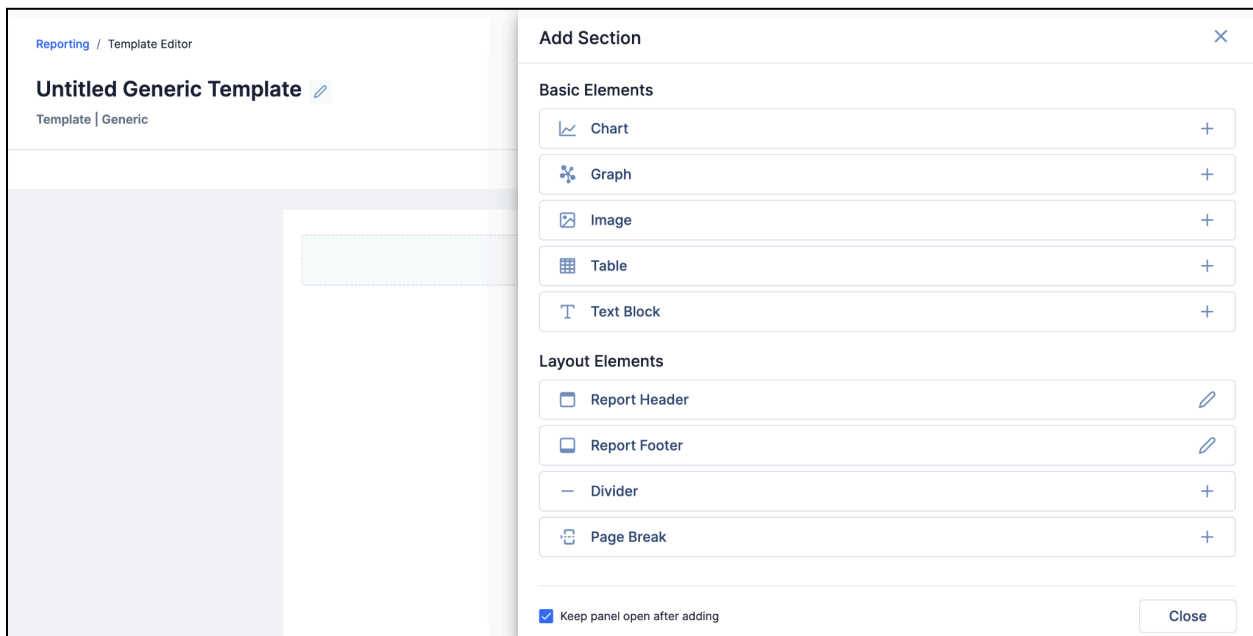 Reporting / Template Editor
Untitled Generic Template
Template | Generic
Add Section
Basic Elements
Chart
Graph
Image
Table
Text Block
Layout Elements
Report Header
Report Footer
Divider
Page Break
Keep panel open after adding
Close